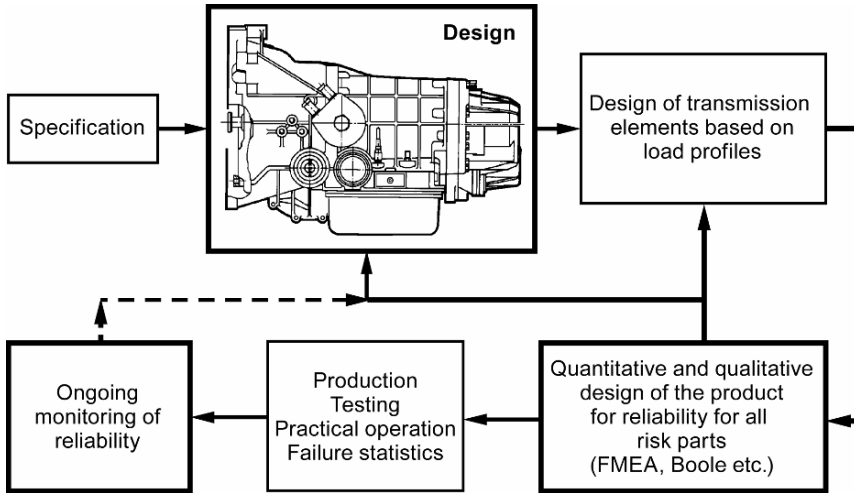 Design
Specification
Design of transmission
elements based on
load profiles
Ongoing
monitoring of
reliability
Production
Testing
Practical operation
Failure statistics
Quantitative and qualitative
design of the product
for reliability for all
risk parts
(FMEA, Boole etc.)